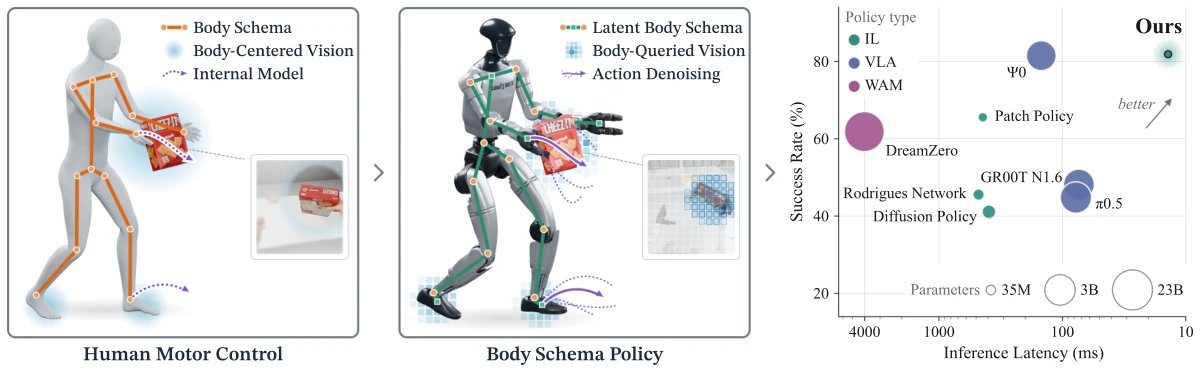 Body Schema
Body-Centered Vision
Internal Model
Human Motor Control
Latent Body Schema
Body-Queried Vision
Action Denoising
Body Schema Policy
Policy type
IL
VLA
WAM
Ours
better
Ψ0
Patch Policy
DreamZero
GR00T N1.6
π0.5
Rodrigues Network
Diffusion Policy
Parameters 35M 3B 23B
Success Rate (%)
80
60
40
20
4000 1000 100 10
Inference Latency (ms)